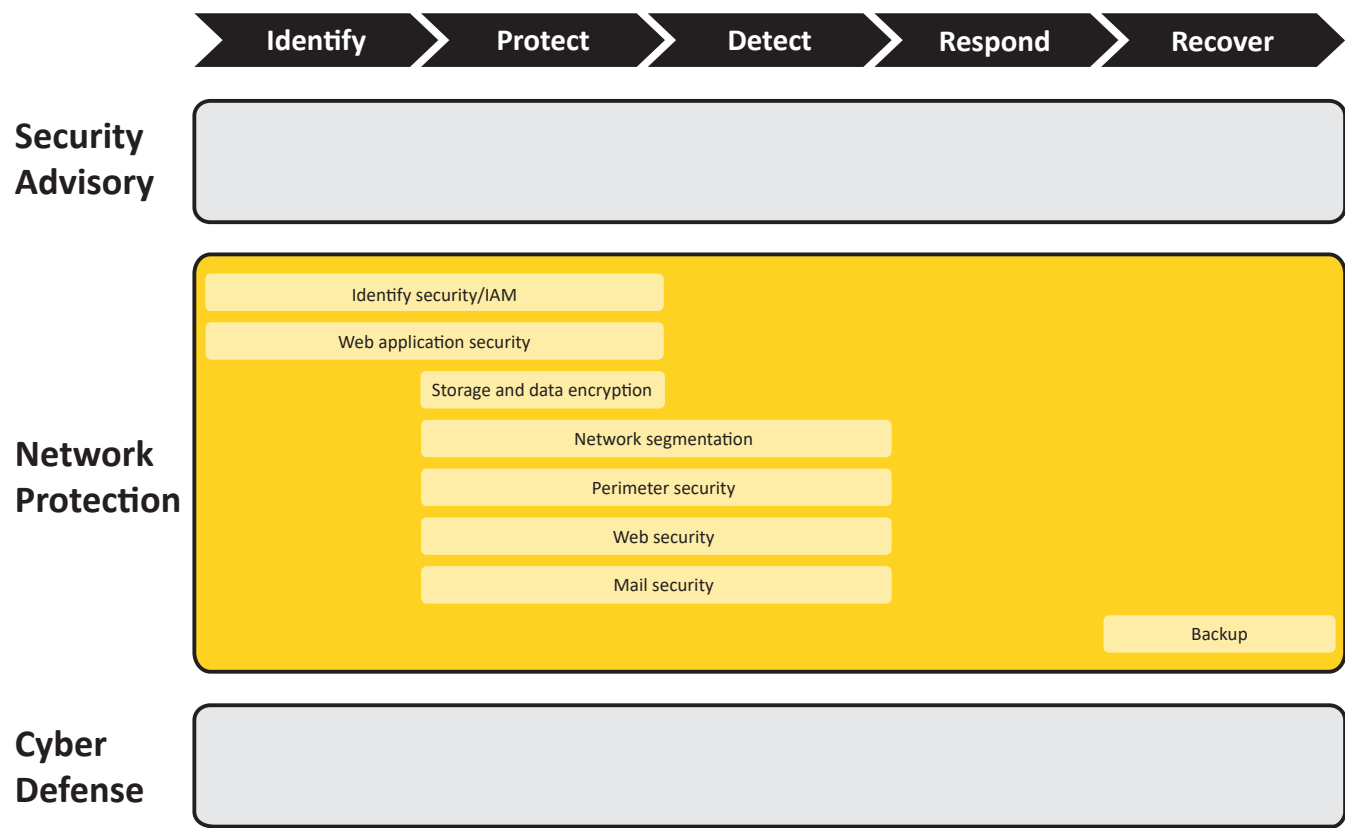 Identify
Protect
Detect
Respond
Recover
Security
Advisory
Network
Protection
Identify security/IAM
Web application security
Storage and data encryption
Network segmentation
Perimeter security
Web security
Mail security
Backup
Cyber
Defense